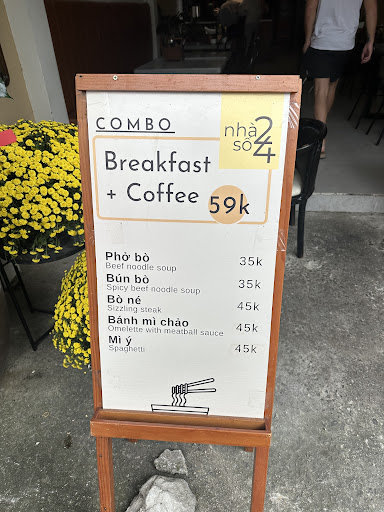 COMBO
nhà
số
24
Breakfast
+ Coffee 59k
Phở bò 35k
Beef noodle soup
Bún bò 35k
Spicy beef noodle soup
Bò né 45k
Sizzling steak
Bánh mì chảo 45k
Omelette with meatball sauce
Mì ý 45k
Spaghetti